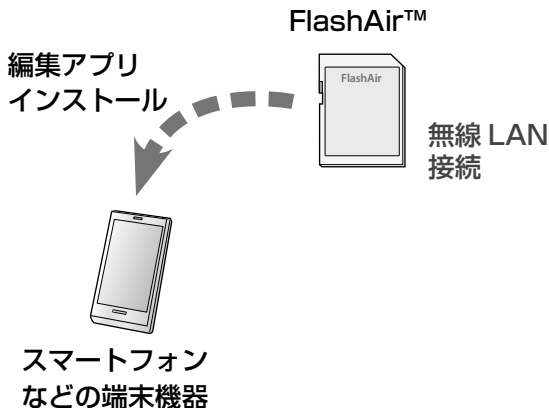 FlashAir™
編集アプリ
インストール
FlashAir
無線 LAN
接続
スマートフォン
などの端末機器